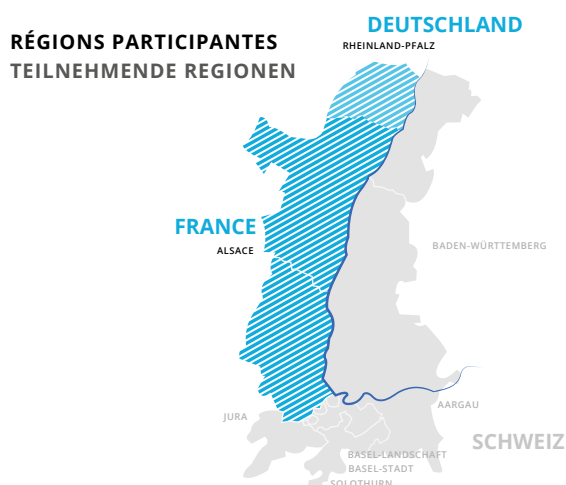 DEUTSCHLAND
RÉGIONS PARTICIPANTES
RHEINLAND-PFALZ
TEILNEHMENDE REGIONEN
FRANCE
ALSACE
BADEN-WÜRTTEMBERG
AARGAU
JURA
SCHWEIZ
BASEL-LANDSCHAFT
BASEL-STADT
SOLOTHURN